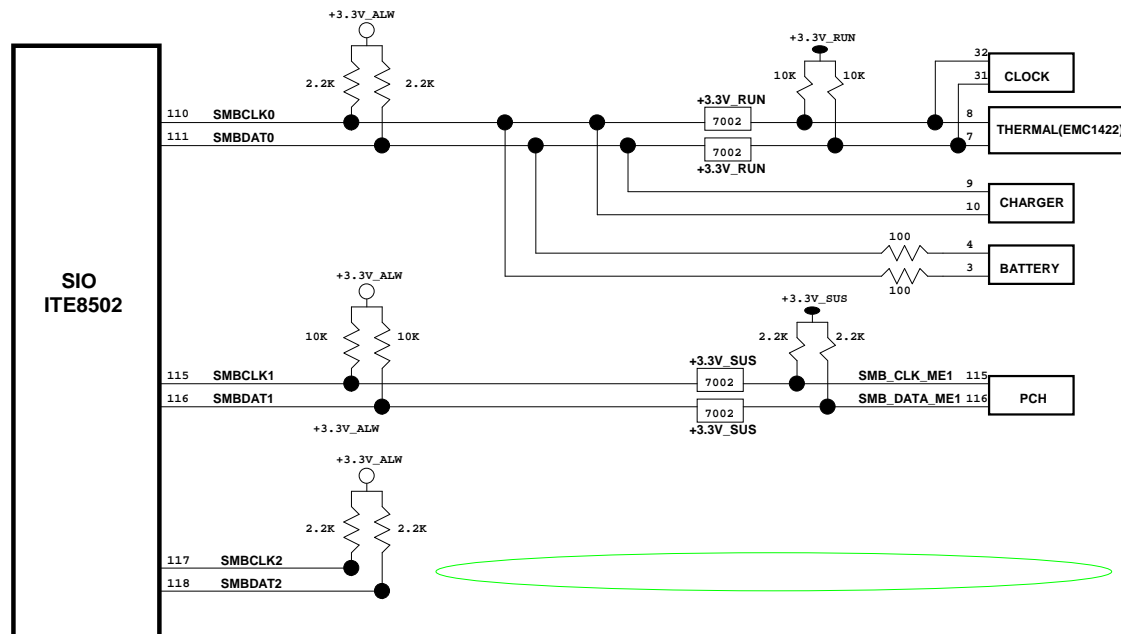 +3.3V_ALW
2.2K
2.2K
+3.3V_RUN
10K
10K
32
31
CLOCK
110
SMBCLK0
+3.3V_RUN
7002
8
THERMAL(EMC1422)
111
SMBDAT0
7002
7
+3.3V_RUN
9
10
CHARGER
100
4
3
BATTERY
100
SIO
ITE8502
+3.3V_ALW
10K
10K
+3.3V_SUS
2.2K
2.2K
115
SMBCLK1
+3.3V_SUS
7002
SMB_CLK_ME1
115
PCH
116
SMBDAT1
7002
SMB_DATA_ME1
116
+3.3V_SUS
+3.3V_ALW
+3.3V_ALW
2.2K
2.2K
117
SMBCLK2
118
SMBDAT2